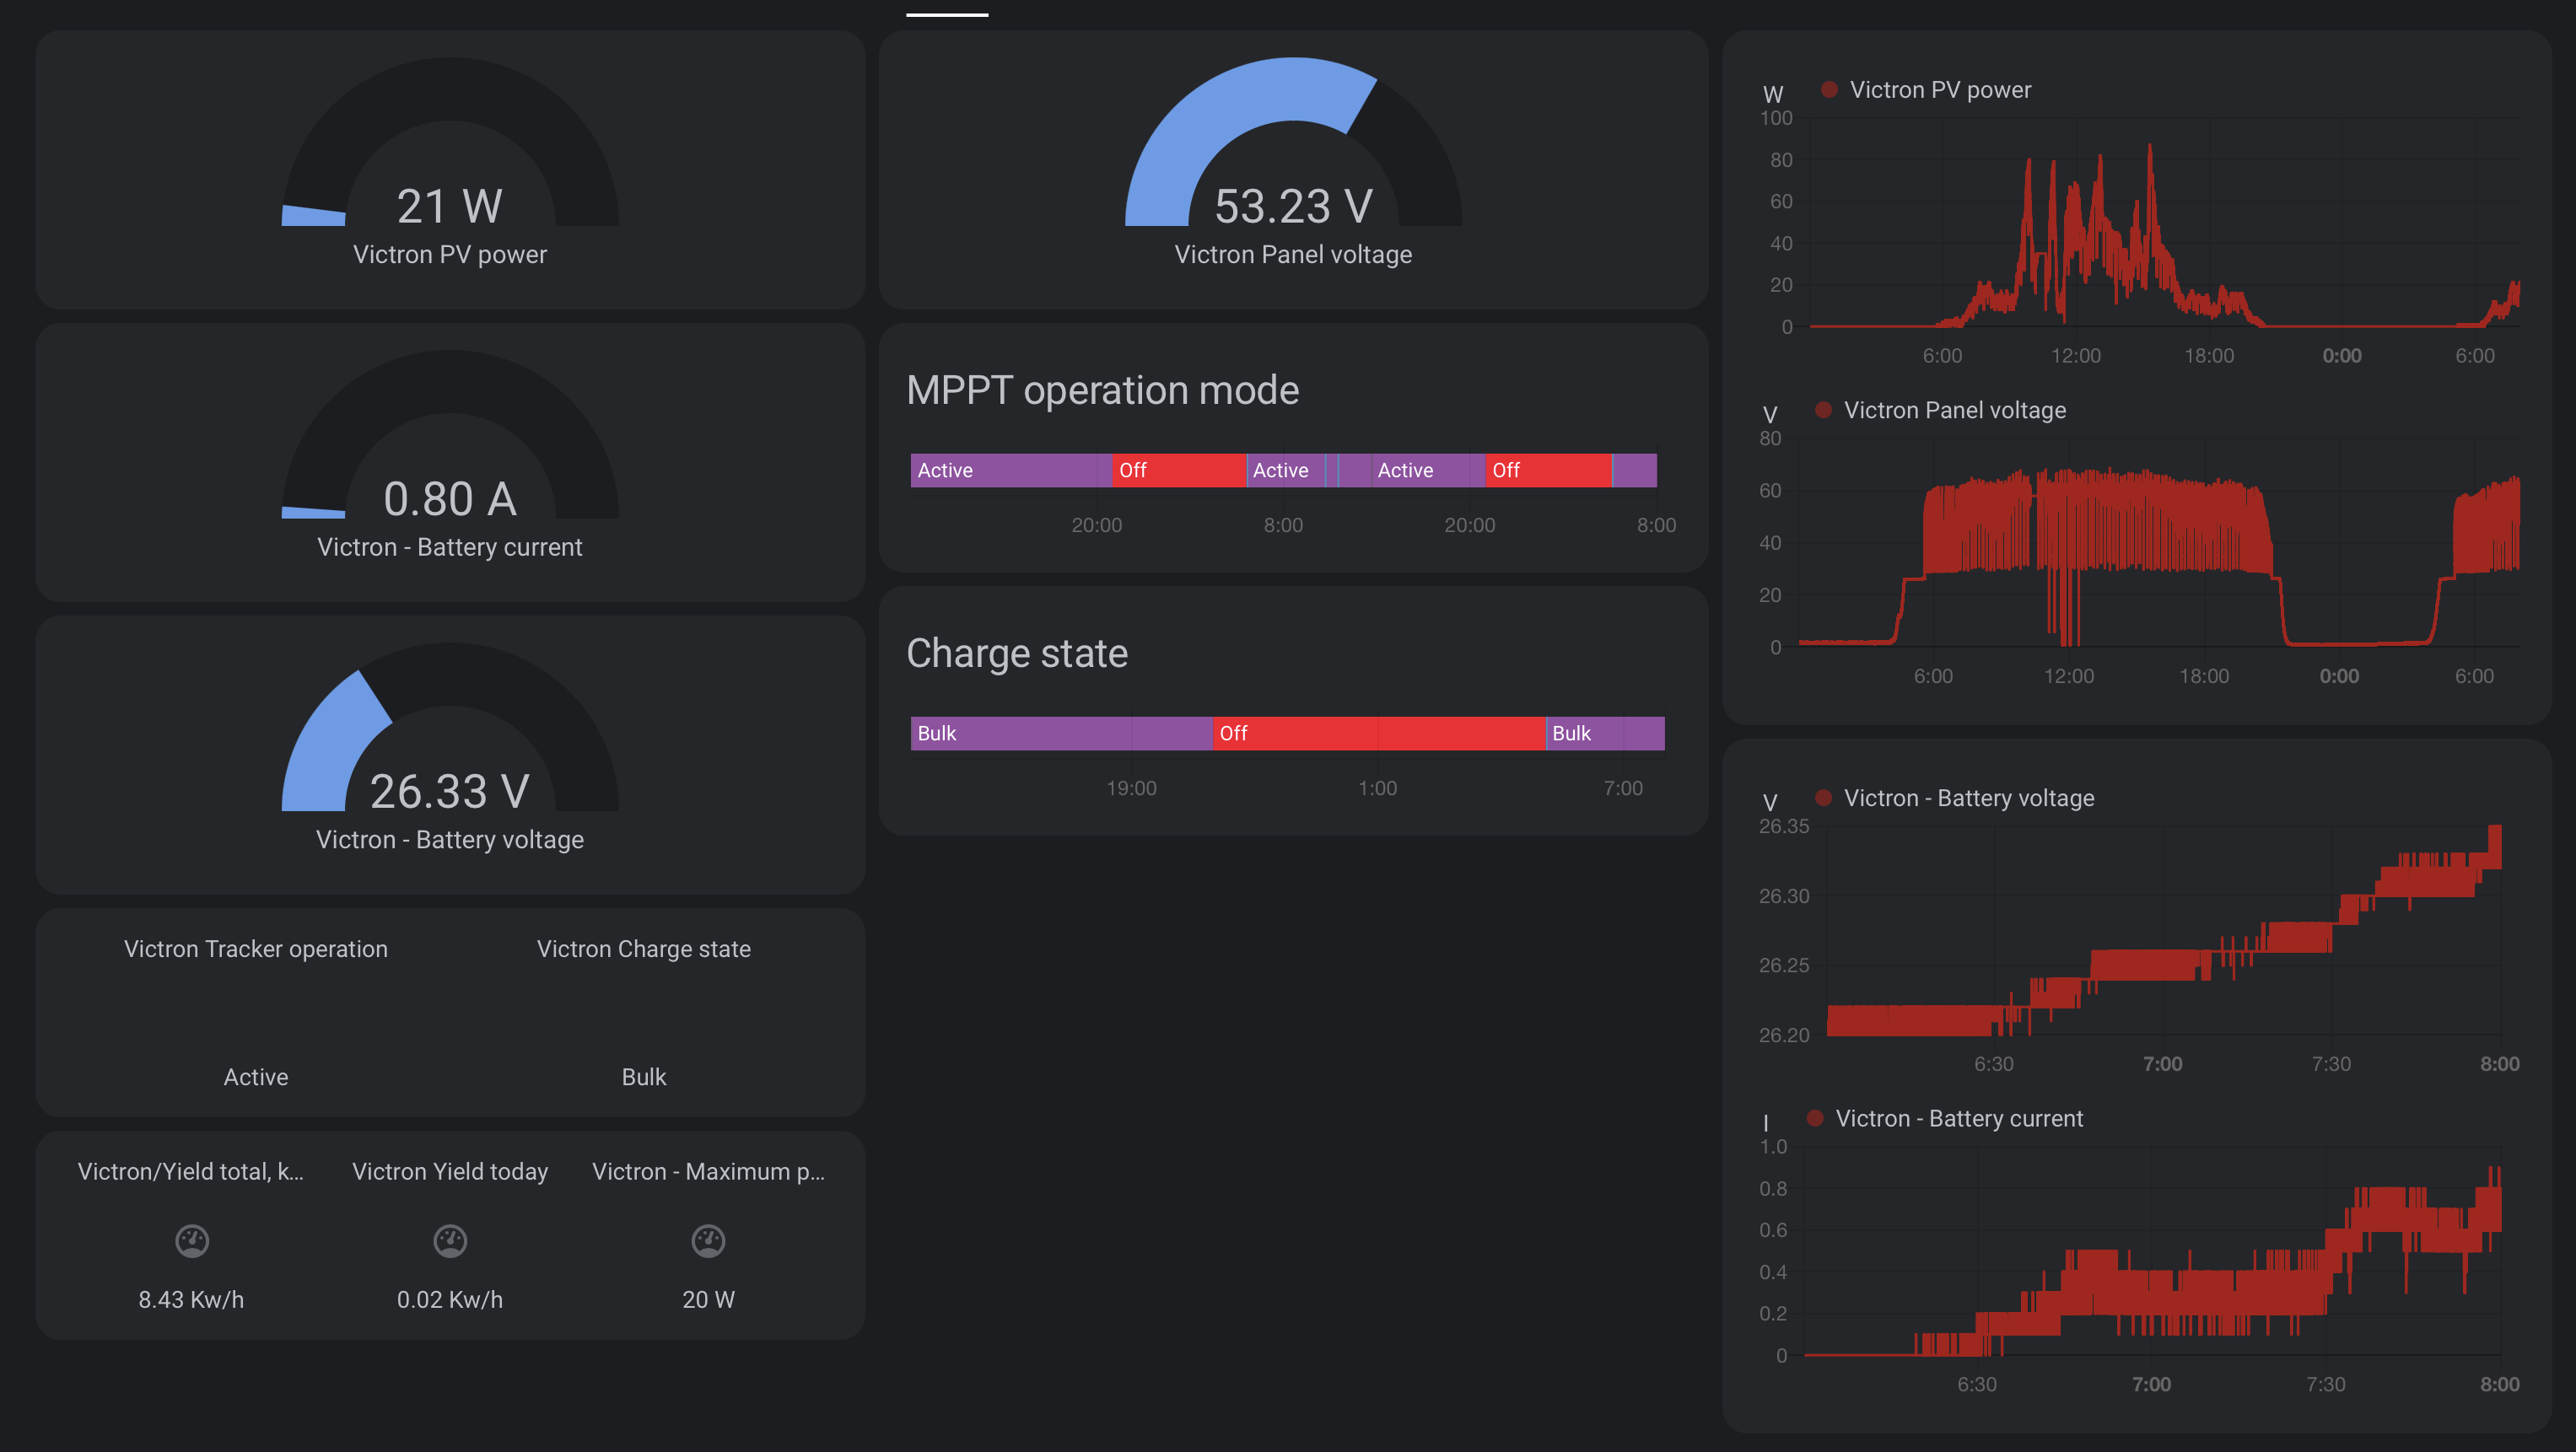 21 W
Victron PV power
0.80 A
Victron - Battery current
26.33 V
Victron - Battery voltage
Victron Tracker operation
Active
Victron Charge state
Bulk
Victron/Yield total, k...
8.43 Kw/h
Victron Yield today
0.02 Kw/h
Victron - Maximum p...
20 W
53.23 V
Victron Panel voltage
MPPT operation mode
Active Off Active Active Off
20:00 8:00 20:00 8:00
Charge state
Bulk Off Bulk
19:00 1:00 7:00
W Victron PV power
100
80
60
40
20
0
6:00 12:00 18:00 0:00 6:00
V Victron Panel voltage
80
60
40
20
0
6:00 12:00 18:00 0:00 6:00
V Victron - Battery voltage
26.35
26.30
26.25
26.20
6:30 7:00 7:30 8:00
I Victron - Battery current
1.0
0.8
0.6
0.4
0.2
0
6:30 7:00 7:30 8:00